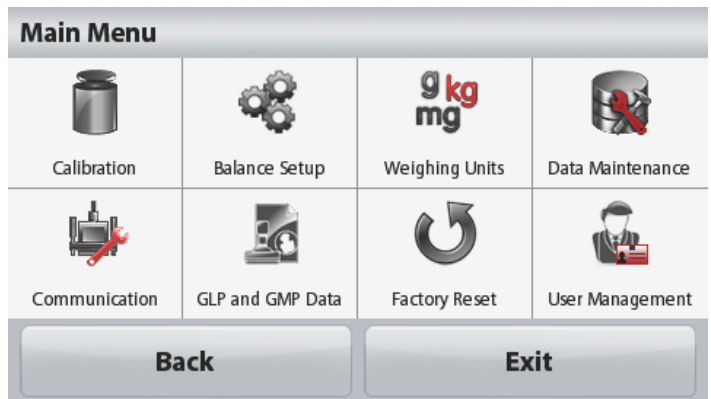 Main Menu
g kg
mg
Calibration
Balance Setup
Weighing Units
Data Maintenance
Communication
GLP and GMP Data
Factory Reset
User Management
Back
Exit